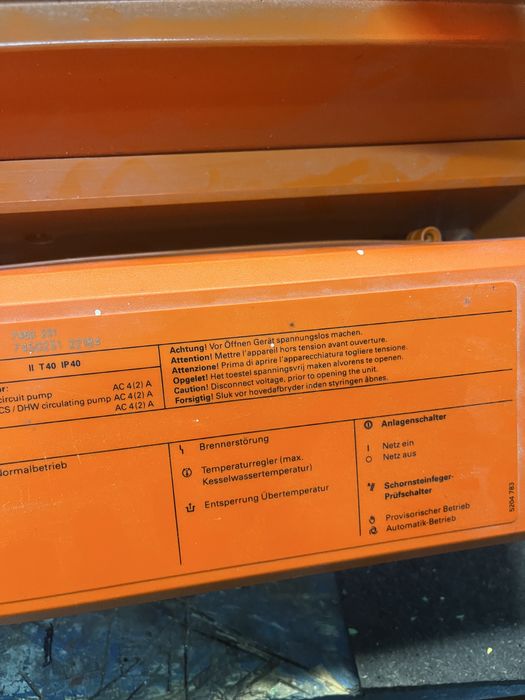 7450231
II T40 IP40
ar:
circuit pump AC 4(2) A
CS / DHW circulating pump AC 4(2) A
AC 4(2) A
Achtung! Vor Öffnen Gerät spannungslos machen.
Attention! Mettre l'appareil hors tension avant ouverture.
Attenzione! Prima di aprire l'apparecchiatura togliere tensione.
Opgelet! Het toestel spanningsvrij maken alvorens te openen.
Caution! Disconnect voltage, prior to opening the unit.
Forsigtig! Sluk vor hovedafbryder inden styringen åbnes.
Normalbetrieb
Brennerstörung
Temperaturregler (max.
Kesselwassertemperatur)
Entsperrung Übertemperatur
Anlagenschalter
Netz ein
Netz aus
Schornsteinfeger-
Prüfschalter
Provisorischer Betrieb
Automatik-Betrieb
5204 783